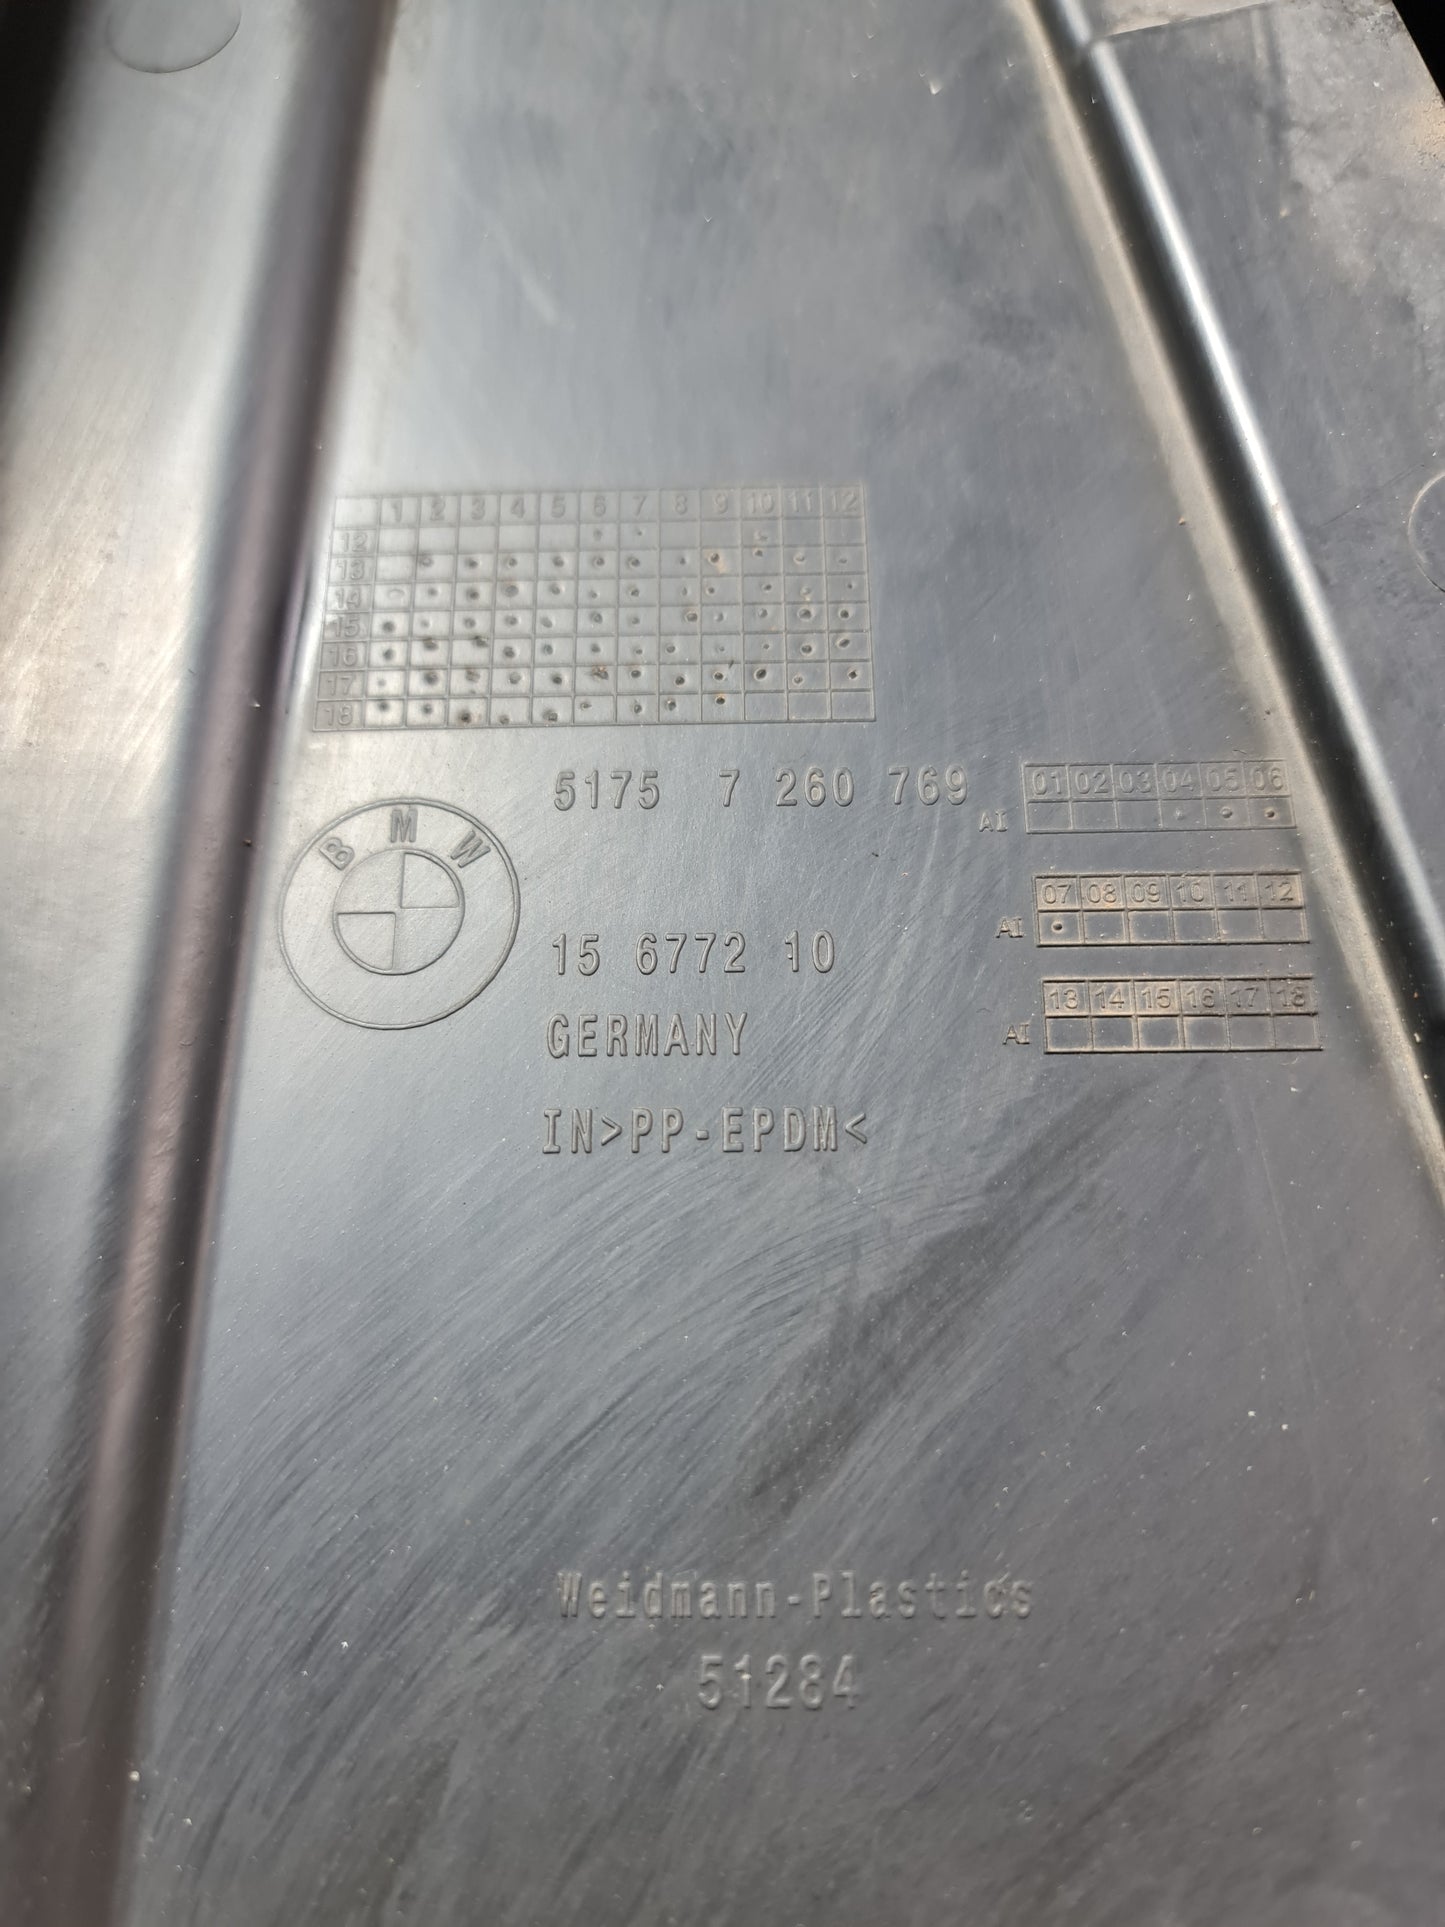 1 2 3 4 5 6 7 8 9 10 11 12
12
13
14
15
16
17
18
5175 7 260 769
BMW
AI 01 02 03 04 05 06
AI 07 08 09 10 11 12
15 6772 10
GERMANY
AI 13 14 15 16 17 18
IN>PP-EPDM<
Weidmann-Plastics
51284